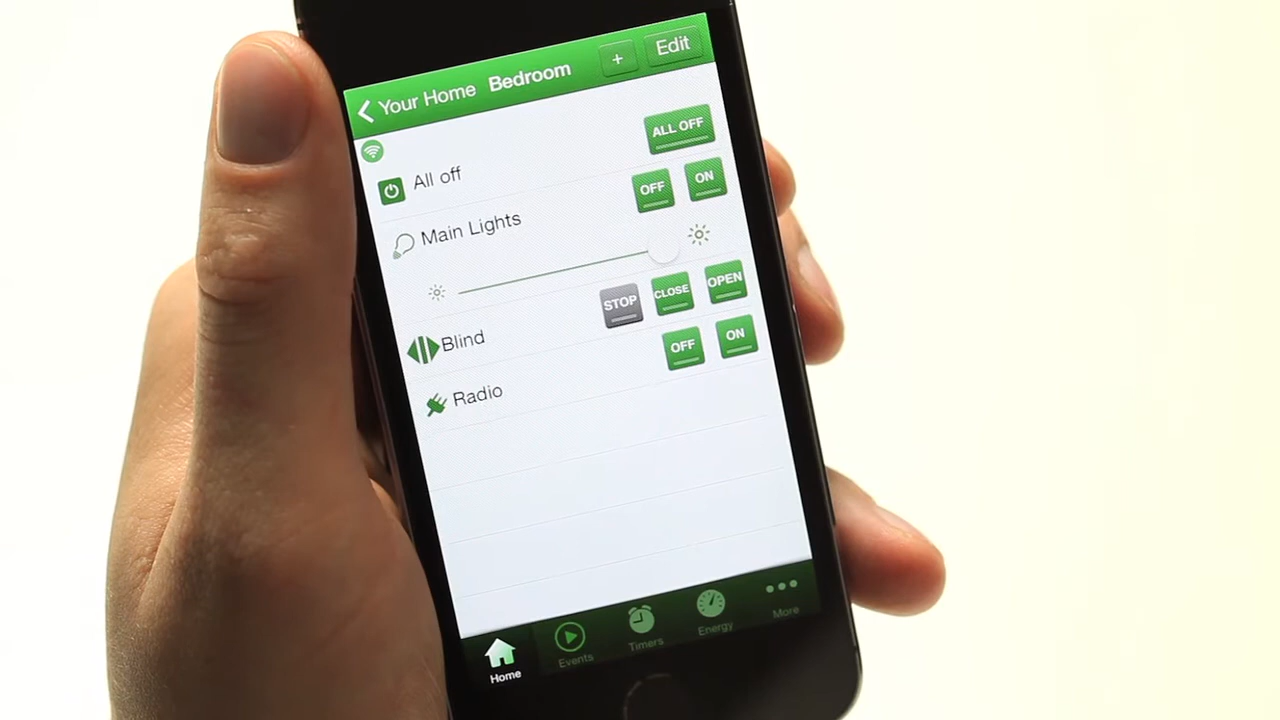 Your Home Bedroom + Edit
All off ALL OFF
Main Lights OFF ON
Blind STOP CLOSE OPEN
Radio OFF ON
Home Events Timers Energy More